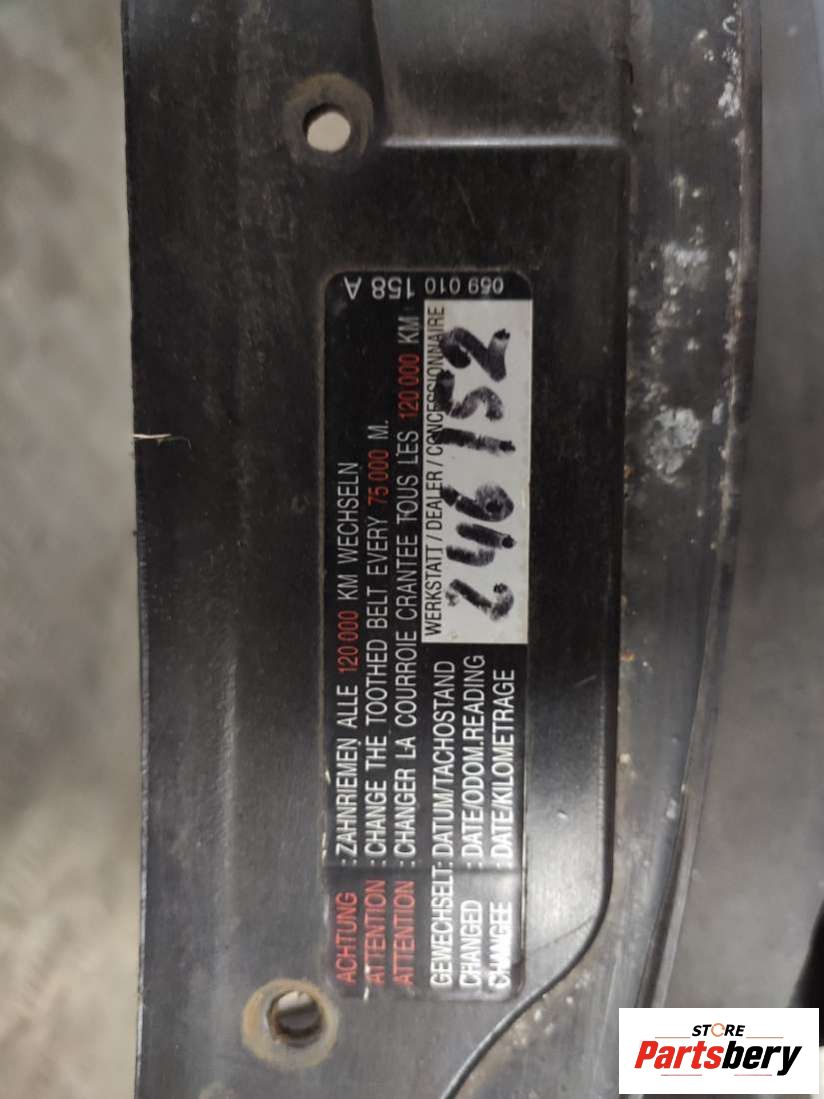 ACHTUNG : ZAHNRIEMEN ALLE 120 000 KM WECHSELN
ATTENTION : CHANGE THE TOOTHED BELT EVERY 75 000 M.
ATTENTION : CHANGER LA COURROIE CRANTEE TOUS LES 120 000 KM
158 A
059 010
GEWECHSELT: DATUM/TACHOSTAND
CHANGED : DATE/ODOM.READING
CHANGEE : DATE/KILOMETRAGE
WERKSTATT / DEALER / CONCESSIONNAIRE
246 152
STORE
Partsbery